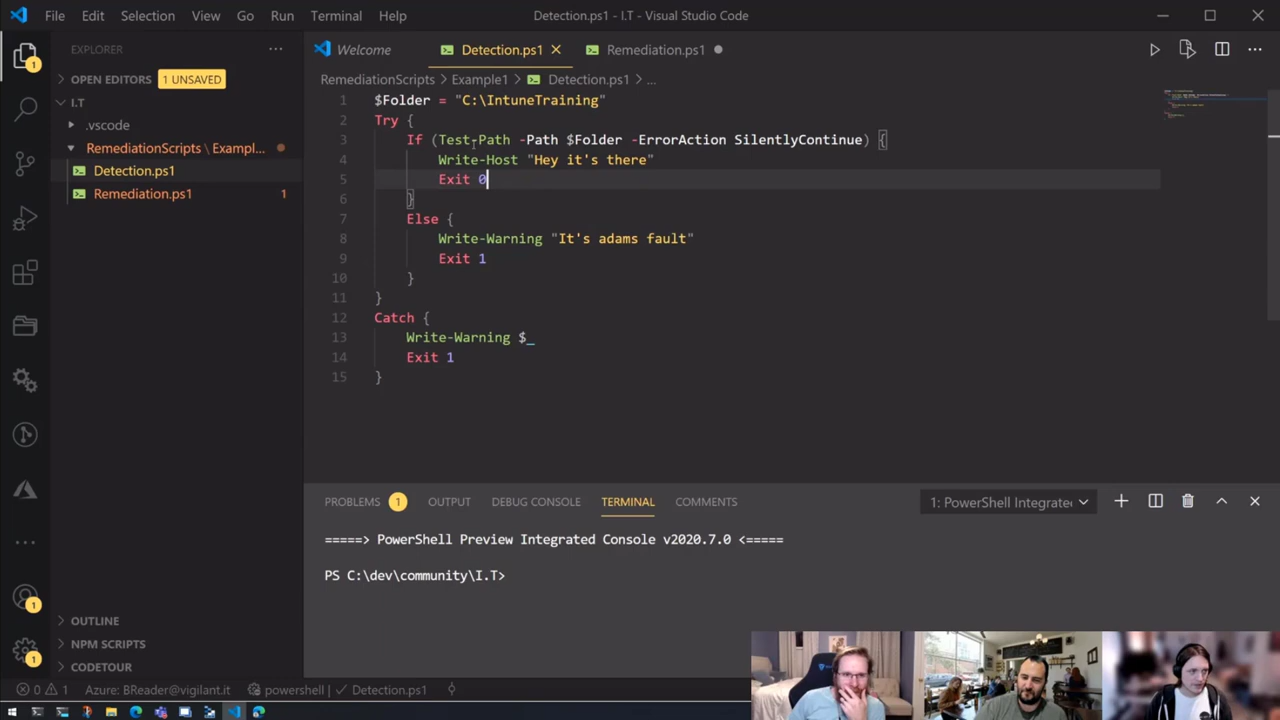 File Edit Selection View Go Run Terminal Help Detection.ps1 - I.T - Visual Studio Code
EXPLORER
Welcome Detection.ps1 Remediation.ps1
OPEN EDITORS 1 UNSAVED
RemediationScripts > Example1 > Detection.ps1 > ...
I.T
.vscode
RemediationScripts \ Exampl...
Detection.ps1
Remediation.ps1 1
1 $Folder = "C:\IntuneTraining"
2 Try {
3 If (Test-Path -Path $Folder -ErrorAction SilentlyContinue) {
4 Write-Host "Hey it's there"
5 Exit 0
6 }
7 Else {
8 Write-Warning "It's adams fault"
9 Exit 1
10 }
11 }
12 Catch {
13 Write-Warning $_
14 Exit 1
15 }
PROBLEMS 1 OUTPUT DEBUG CONSOLE TERMINAL COMMENTS 1: PowerShell Integrate
=====> PowerShell Preview Integrated Console v2020.7.0 <=====
PS C:\dev\community\I.T>
OUTLINE
NPM SCRIPTS
CODETOUR
1
1
1
0 1 Azure: BReader@vigilant.it powershell Detection.ps1